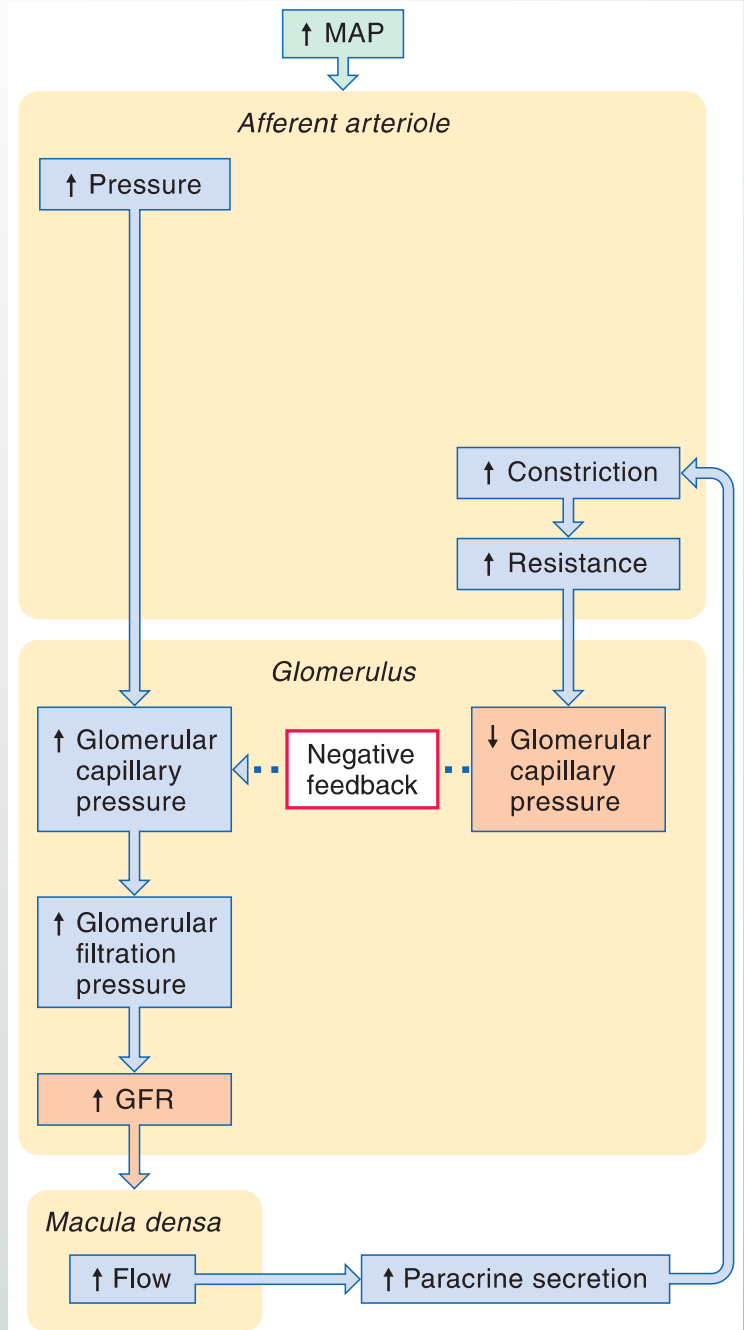 ↑ MAP
Afferent arteriole
↑ Pressure
↑ Constriction
↑ Resistance
Glomerulus
↑ Glomerular
capillary
pressure
Negative
feedback
↓ Glomerular
capillary
pressure
↑ Glomerular
filtration
pressure
↑ GFR
Macula densa
↑ Flow
↑ Paracrine secretion